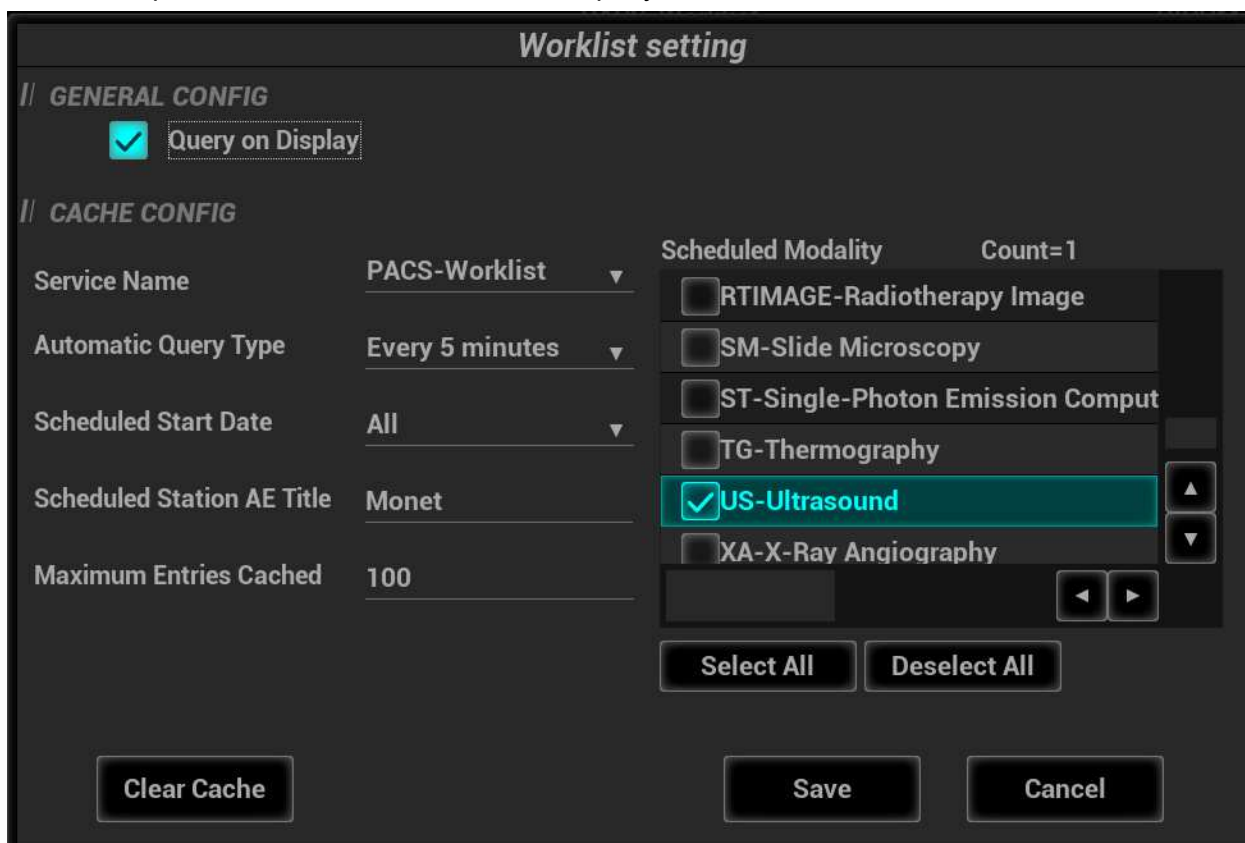 Worklist setting
// GENERAL CONFIG
Query on Display
// CACHE CONFIG
Service Name
PACS-Worklist
Automatic Query Type
Every 5 minutes
Scheduled Start Date
All
Scheduled Station AE Title
Monet
Maximum Entries Cached
100
Scheduled Modality Count=1
RTIMAGE-Radiotherapy Image
SM-Slide Microscopy
ST-Single-Photon Emission Comput
TG-Thermography
US-Ultrasound
XA-X-Ray Angiography
Select All
Deselect All
Clear Cache
Save
Cancel